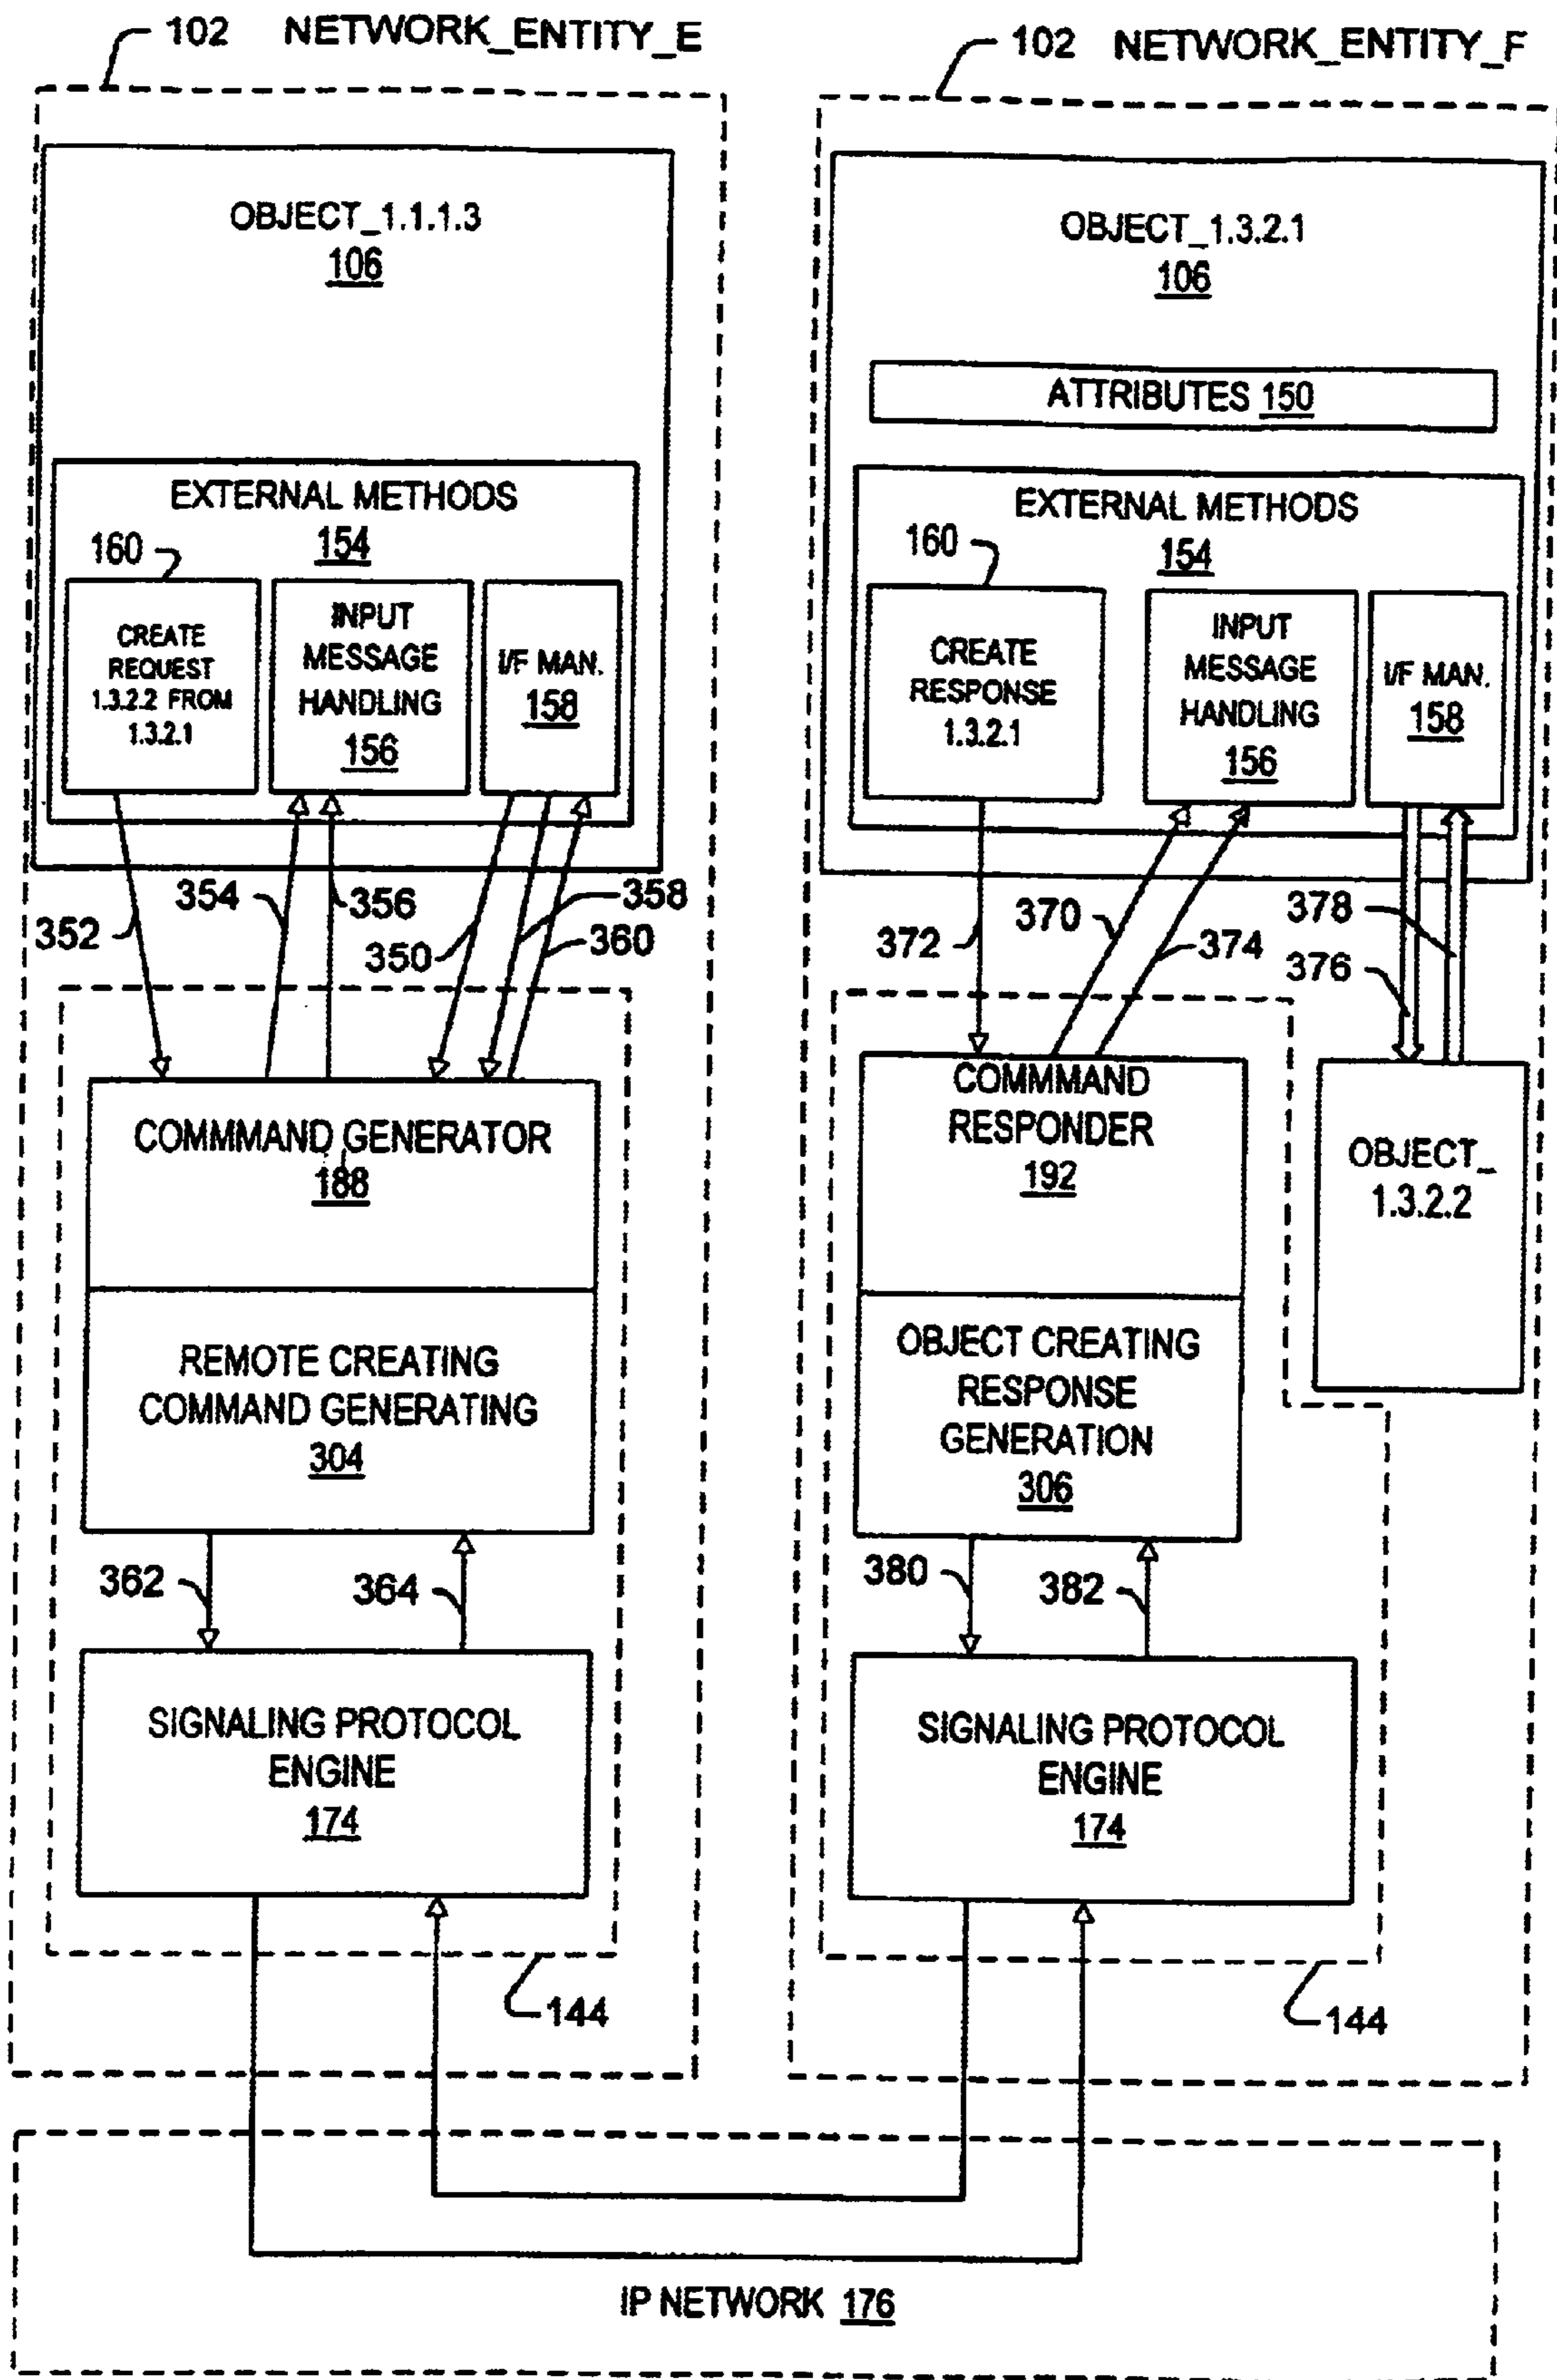 102 NETWORK_ENTITY_E
OBJECT_1.1.1.3
106
EXTERNAL METHODS
154
160
CREATE
REQUEST
1.3.2.2 FROM
1.3.2.1
INPUT
MESSAGE
HANDLING
156
I/F MAN.
158
352
354
356
350
358
360
COMMMAND GENERATOR
188
REMOTE CREATING
COMMAND GENERATING
304
362
364
SIGNALING PROTOCOL
ENGINE
174
144
102 NETWORK_ENTITY_F
OBJECT_1.3.2.1
106
ATTRIBUTES 150
EXTERNAL METHODS
154
160
CREATE
RESPONSE
1.3.2.1
INPUT
MESSAGE
HANDLING
156
I/F MAN.
158
372
370
374
378
376
COMMMAND
RESPONDER
192
OBJECT_
1.3.2.2
OBJECT CREATING
RESPONSE
GENERATION
306
380
382
SIGNALING PROTOCOL
ENGINE
174
144
IP NETWORK 176